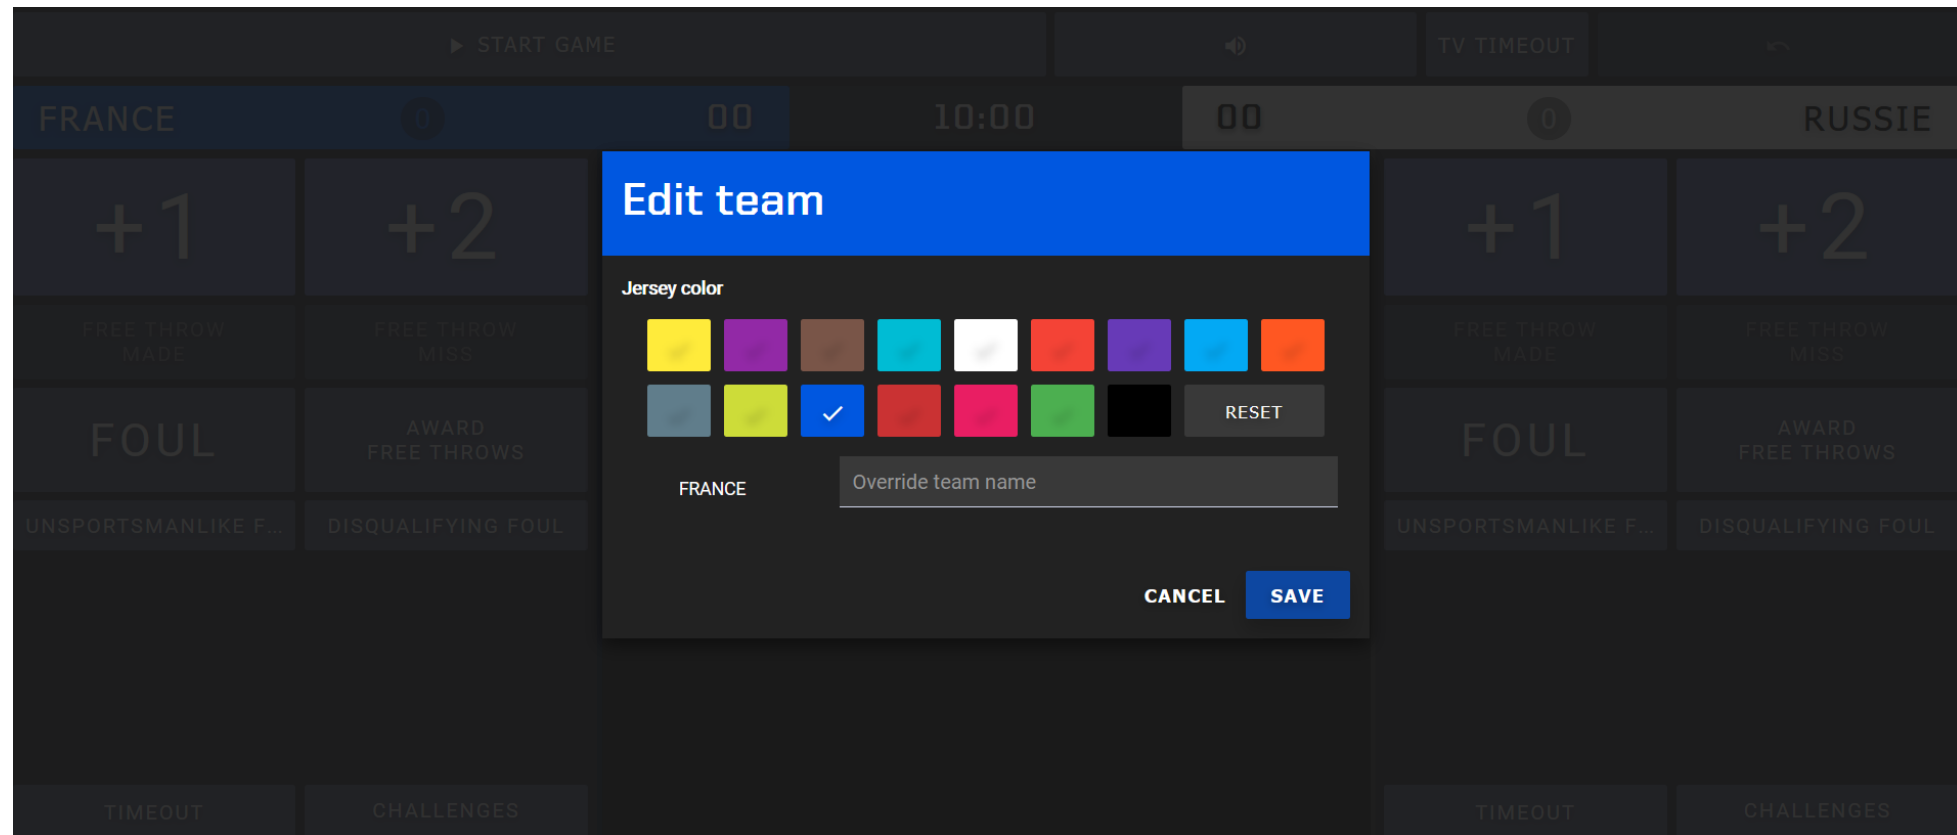 START GAME
TV TIMEOUT
FRANCE 0 00 10:00 00 0 RUSSIE
+1 +2
Edit team
+1 +2
Jersey color
FREE THROW
MADE
FREE THROW
MISS
FREE THROW
MADE
FREE THROW
MISS
RESET
FOUL
AWARD
FREE THROWS
FOUL
AWARD
FREE THROWS
FRANCE
Override team name
UNSPORTSMANLIKE F...
DISQUALIFYING FOUL
UNSPORTSMANLIKE F...
DISQUALIFYING FOUL
CANCEL
SAVE
TIMEOUT
CHALLENGES
TIMEOUT
CHALLENGES